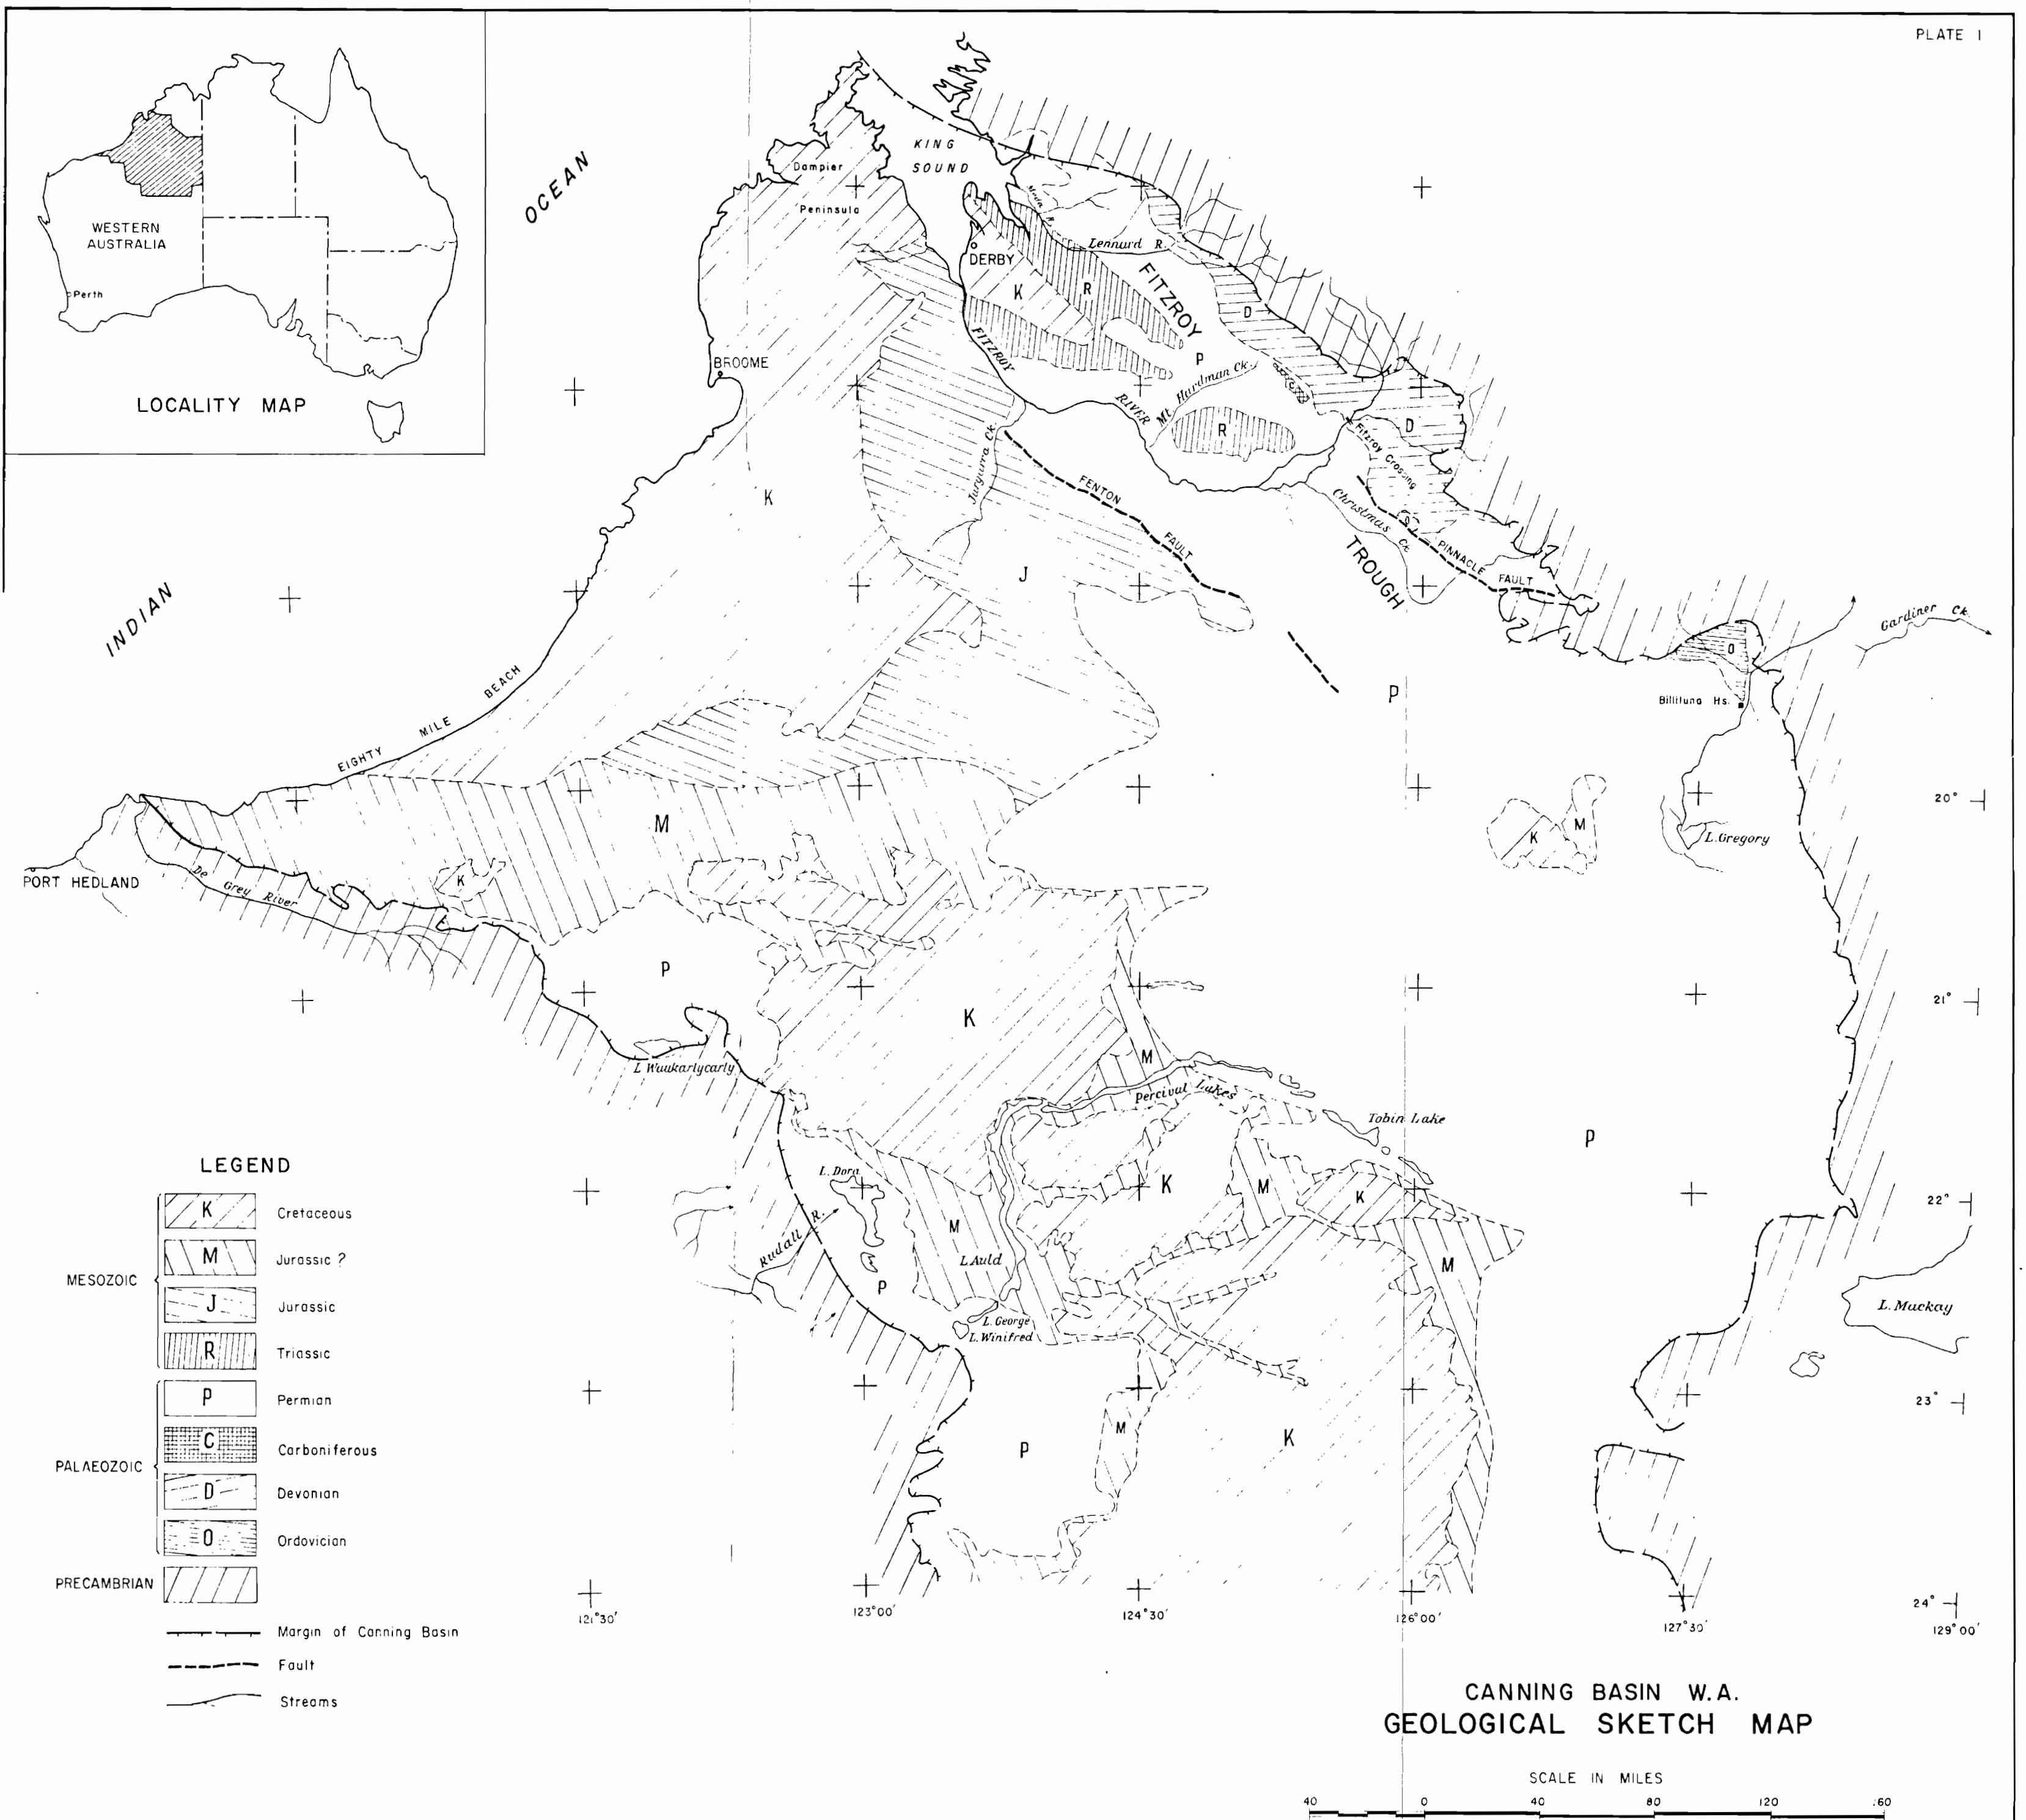 PLATE 1
WESTERN
AUSTRALIA
Perth
LOCALITY MAP
INDIAN
OCEAN
KING
SOUND
Dampier
Peninsula
Meda R.
Lennard R.
DERBY
K
R
FITZROY
D
BROOME
FITZROY
P
Mt. Hardman Ck.
RIVER
R
D
Fitzroy Crossing
Jurgurra Ck.
K
FENTON
FAULT
Christmas Ck.
O
PINNACLE FAULT
J
TROUGH
Gardiner Ck.
O
P
Billiluna Hs.
EIGHTY MILE BEACH
20°
M
K
M
L. Gregory
PORT HEDLAND
De Grey River
K
P
21°
K
L. Waukarlycarly
M
Percival Lakes
Tobin Lake
P
L. Dora
K
M
K
22°
Rudall R.
M
L. Auld
M
P
L. Mackay
L. George
L. Winifred
23°
M
P
K
24°
121°30'
123°00'
124°30'
126°00'
127°30'
129°00'
LEGEND
K Cretaceous
M Jurassic ?
MESOZOIC
J Jurassic
R Triassic
P Permian
C Carboniferous
PALAEOZOIC
D Devonian
O Ordovician
PRECAMBRIAN
Margin of Canning Basin
Fault
Streams
CANNING BASIN W.A.
GEOLOGICAL SKETCH MAP
SCALE IN MILES
40 0 40 80 120 160